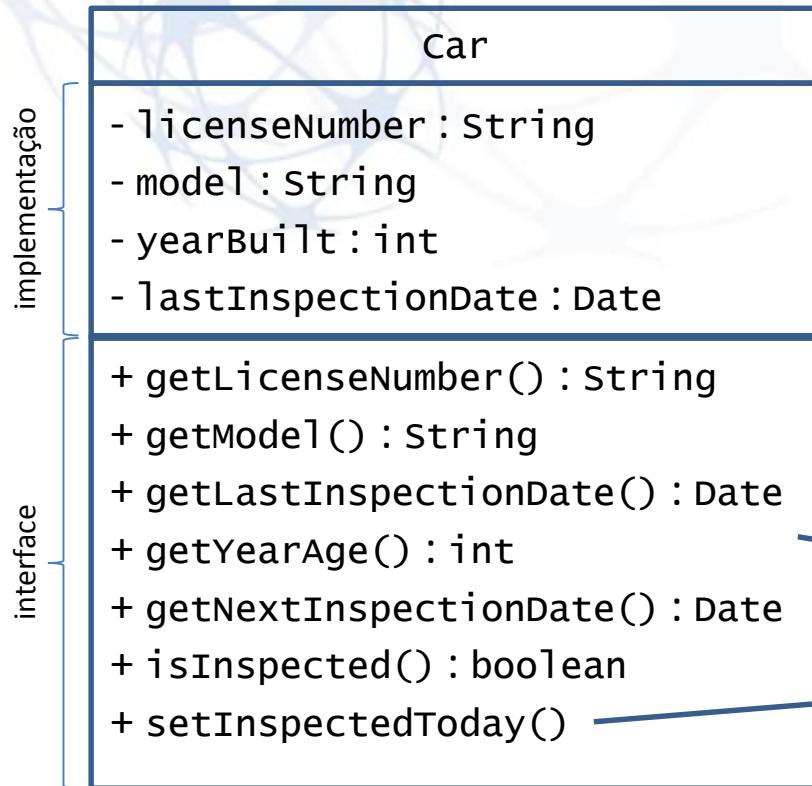 Car
implementação
- licenseNumber : String
- model : String
- yearBuilt : int
- lastInspectionDate : Date
interface
+ getLicenseNumber() : String
+ getModel() : String
+ getLastInspectionDate() : Date
+ getYearAge() : int
+ getNextInspectionDate() : Date
+ isInspected() : boolean
+ setInspectedToday()